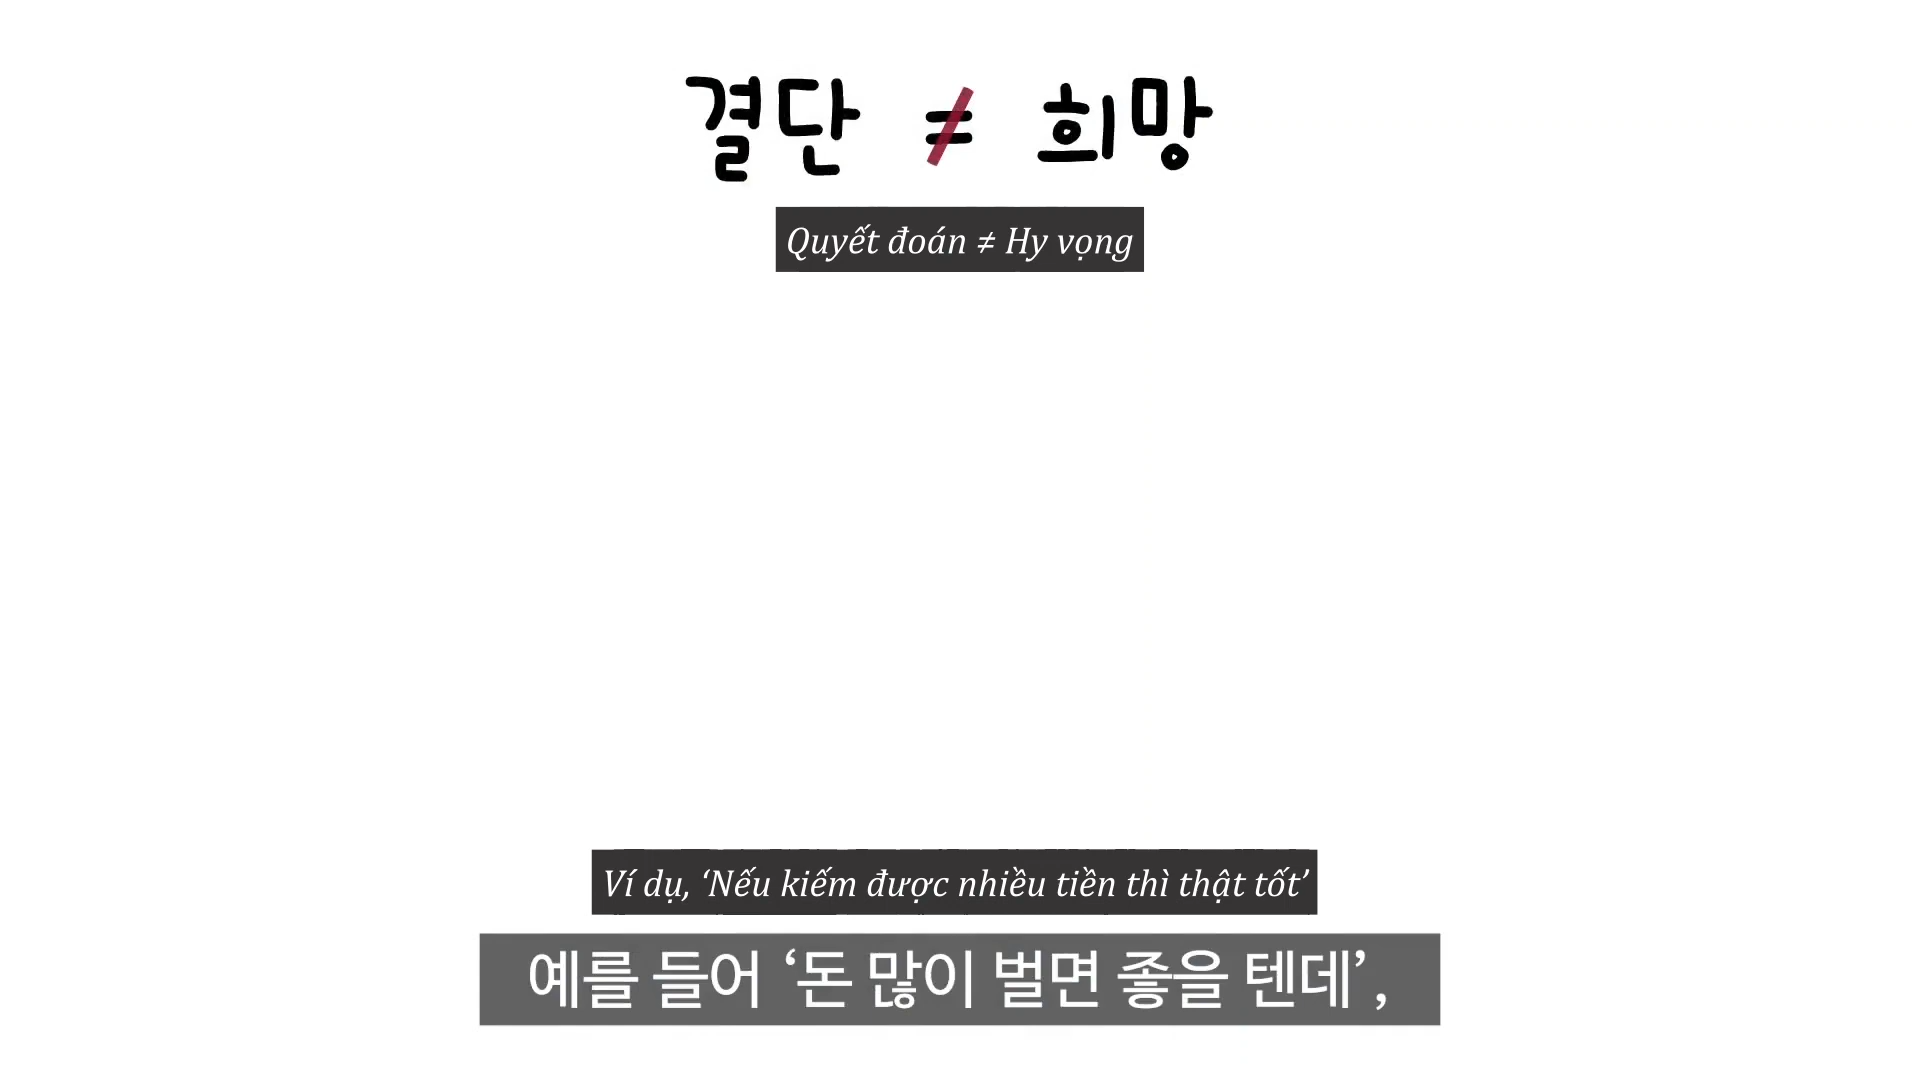 결단 ≠ 희망
Quyết đoán ≠ Hy vọng
Ví dụ, ‘Nếu kiếm được nhiều tiền thì thật tốt’
예를 들어 ‘돈 많이 벌면 좋을 텐데’,